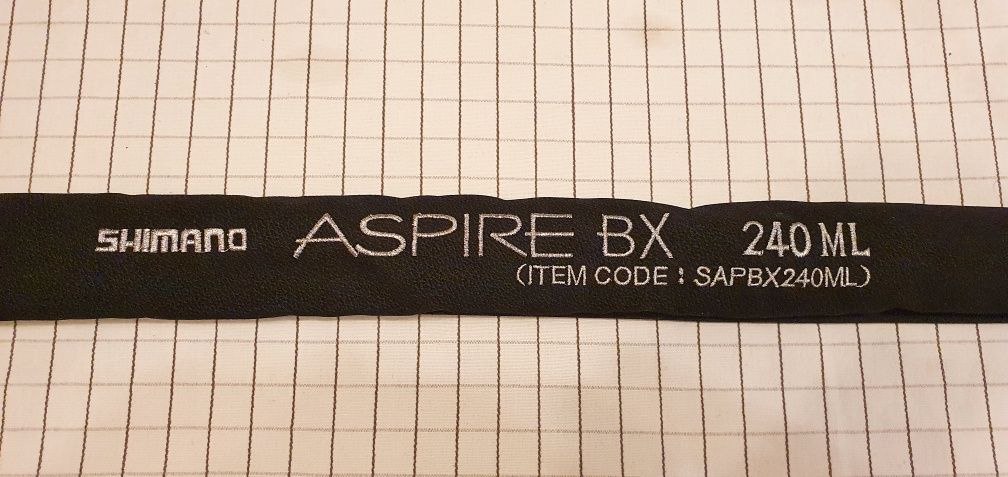 SHIMANO ASPIRE BX 240 ML
(ITEM CODE : SAPBX240ML)